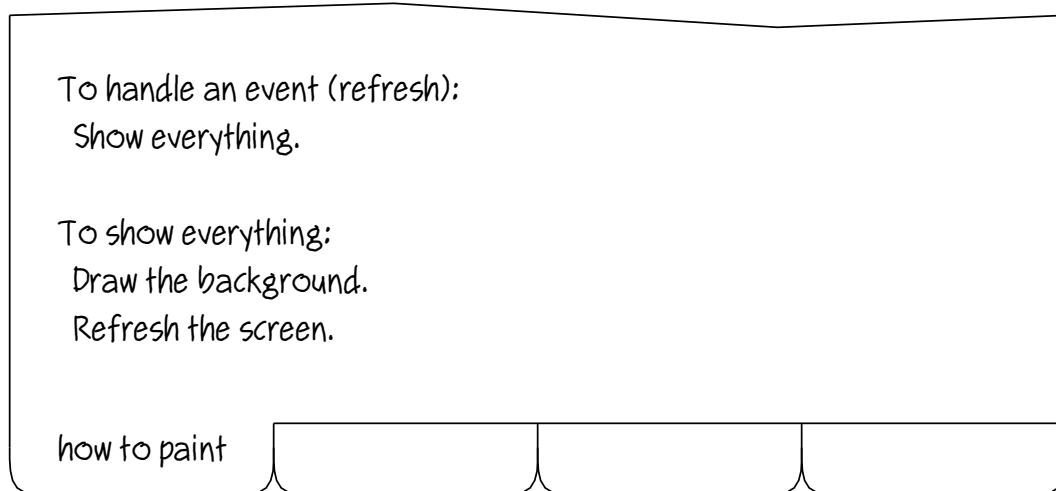 To handle an event (refresh):
Show everything.
To show everything:
Draw the background.
Refresh the screen.
how to paint